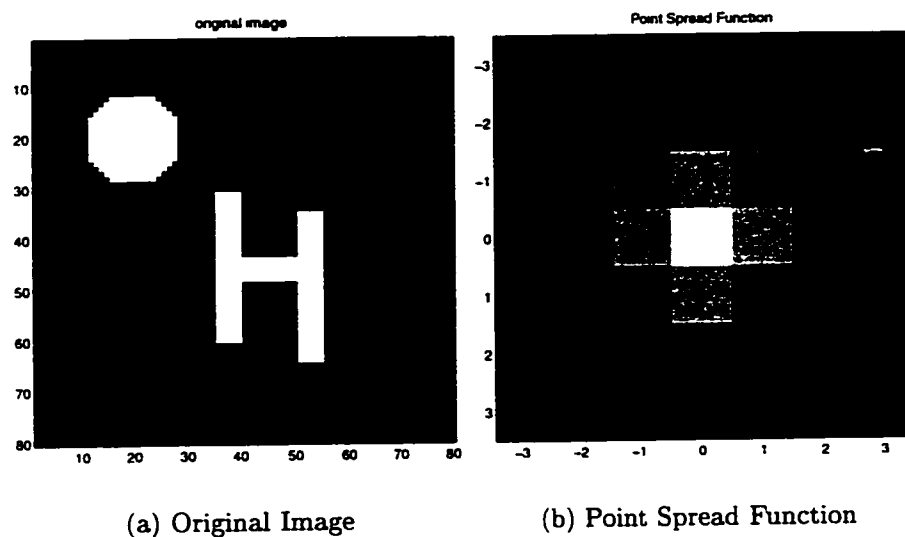 original image
10
20
30
40
50
60
70
80
10 20 30 40 50 60 70 80
(a) Original Image
Point Spread Function
-3
-2
-1
0
1
2
3
-3 -2 -1 0 1 2 3
(b) Point Spread Function